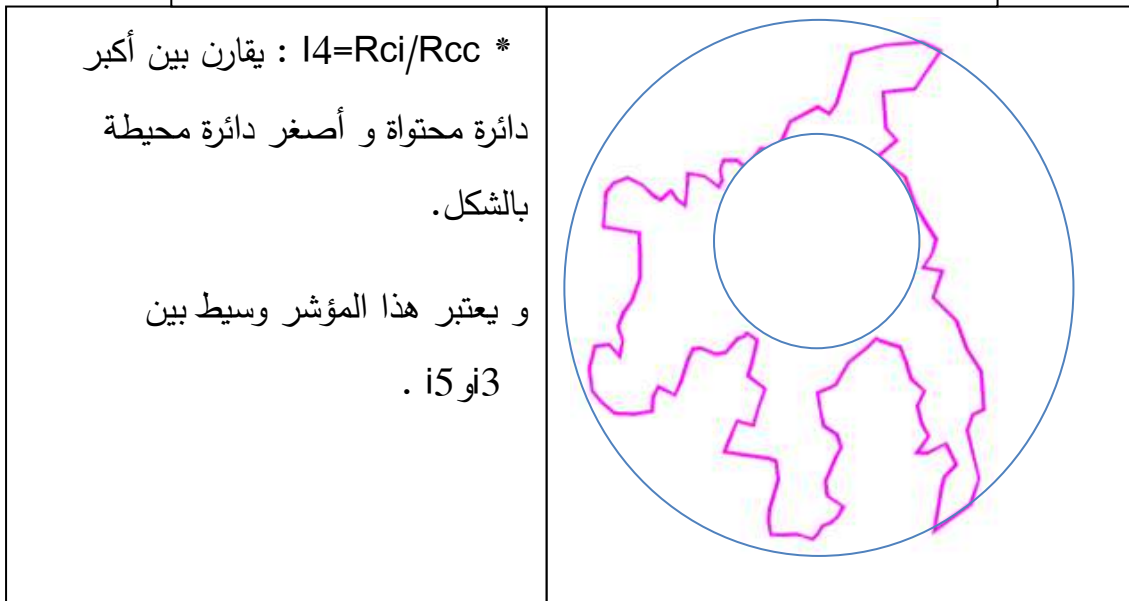 * I4=Rci/Rcc : يقارن بين أكبر
دائرة محتواة و أصغر دائرة محيطة
بالشكل.
و يعتبر هذا المؤشر وسيط بين
i3و i5 .